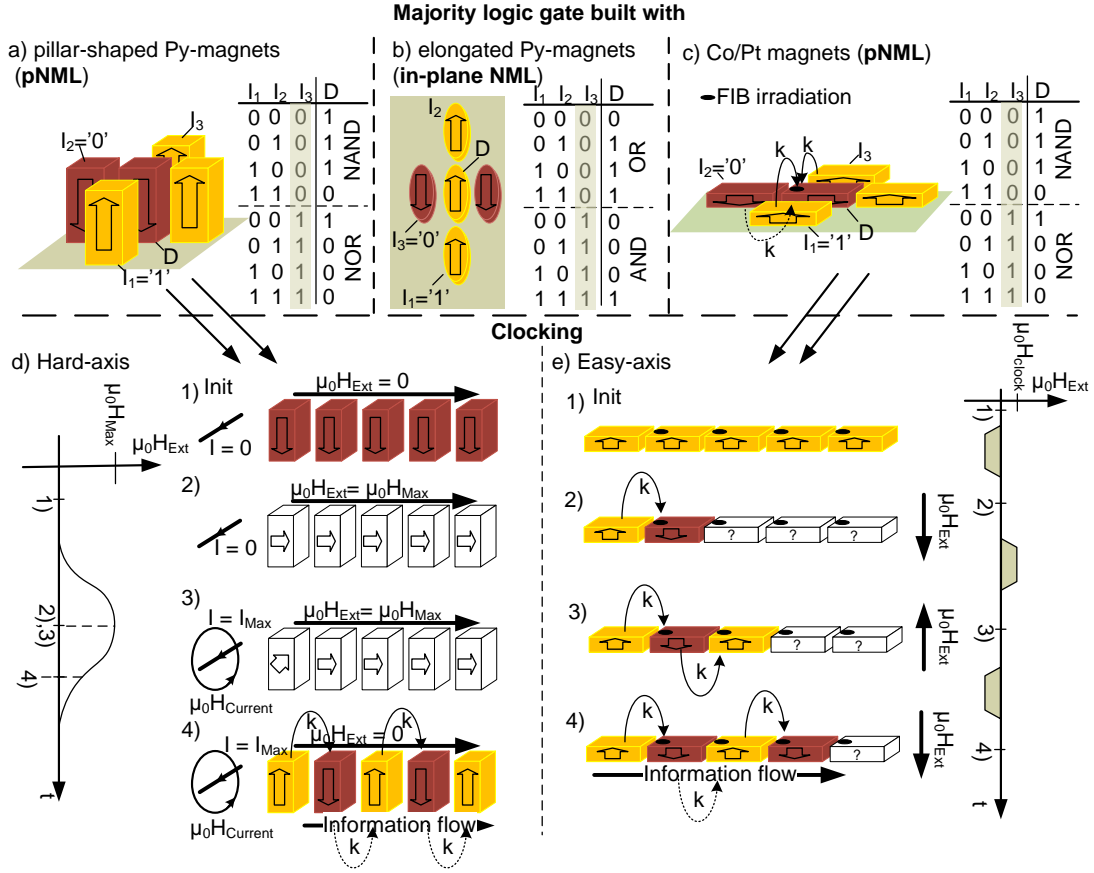 Majority logic gate built with
a) pillar-shaped Py-magnets
(pNML)
I3
I2='0'
D
I1='1'
I1 I2 I3 D
0 0 0 1
0 1 0 1
1 0 0 1
1 1 0 0
0 0 1 1
0 1 1 0
1 0 1 0
1 1 1 0
NAND
NOR
b) elongated Py-magnets
(in-plane NML)
I2
D
I3='0'
I1='1'
I1 I2 I3 D
0 0 0 0
0 1 0 1
1 0 0 1
1 1 0 1
0 0 1 0
0 1 1 0
1 0 1 0
1 1 1 1
OR
AND
c) Co/Pt magnets (pNML)
FIB irradiation
I2='0'
k
k
I3
k
D
I1='1'
I1 I2 I3 D
0 0 0 1
0 1 0 1
1 0 0 1
1 1 0 0
0 0 1 1
0 1 1 0
1 0 1 0
1 1 1 0
NAND
NOR
Clocking
d) Hard-axis
µ0HMax
µ0HExt
1)
2),3)
4)
t
1) Init
µ0HExt = 0
I = 0
2)
µ0HExt= µ0HMax
I = 0
3)
µ0HExt= µ0HMax
I = IMax
µ0HCurrent
4)
k
k
I = IMax
µ0HExt = 0
µ0HCurrent
Information flow
k
k
e) Easy-axis
1) Init
2)
k
? ? ?
µ0HExt
3)
k
? ?
k
µ0HExt
4)
k
k
?
µ0HExt
Information flow
k
µ0Hclock
µ0HExt
1)
2)
3)
4)
t